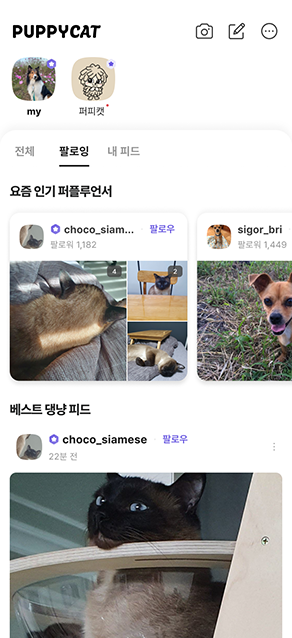 PUPPYCAT
my
퍼피캣
전체 팔로잉 내 피드
요즘 인기 퍼플루언서
choco_siam... · 팔로우
팔로워 1,182
sigor_bri
팔로워 1,449
4
2
베스트 댕냥 피드
choco_siamese · 팔로우
22분 전